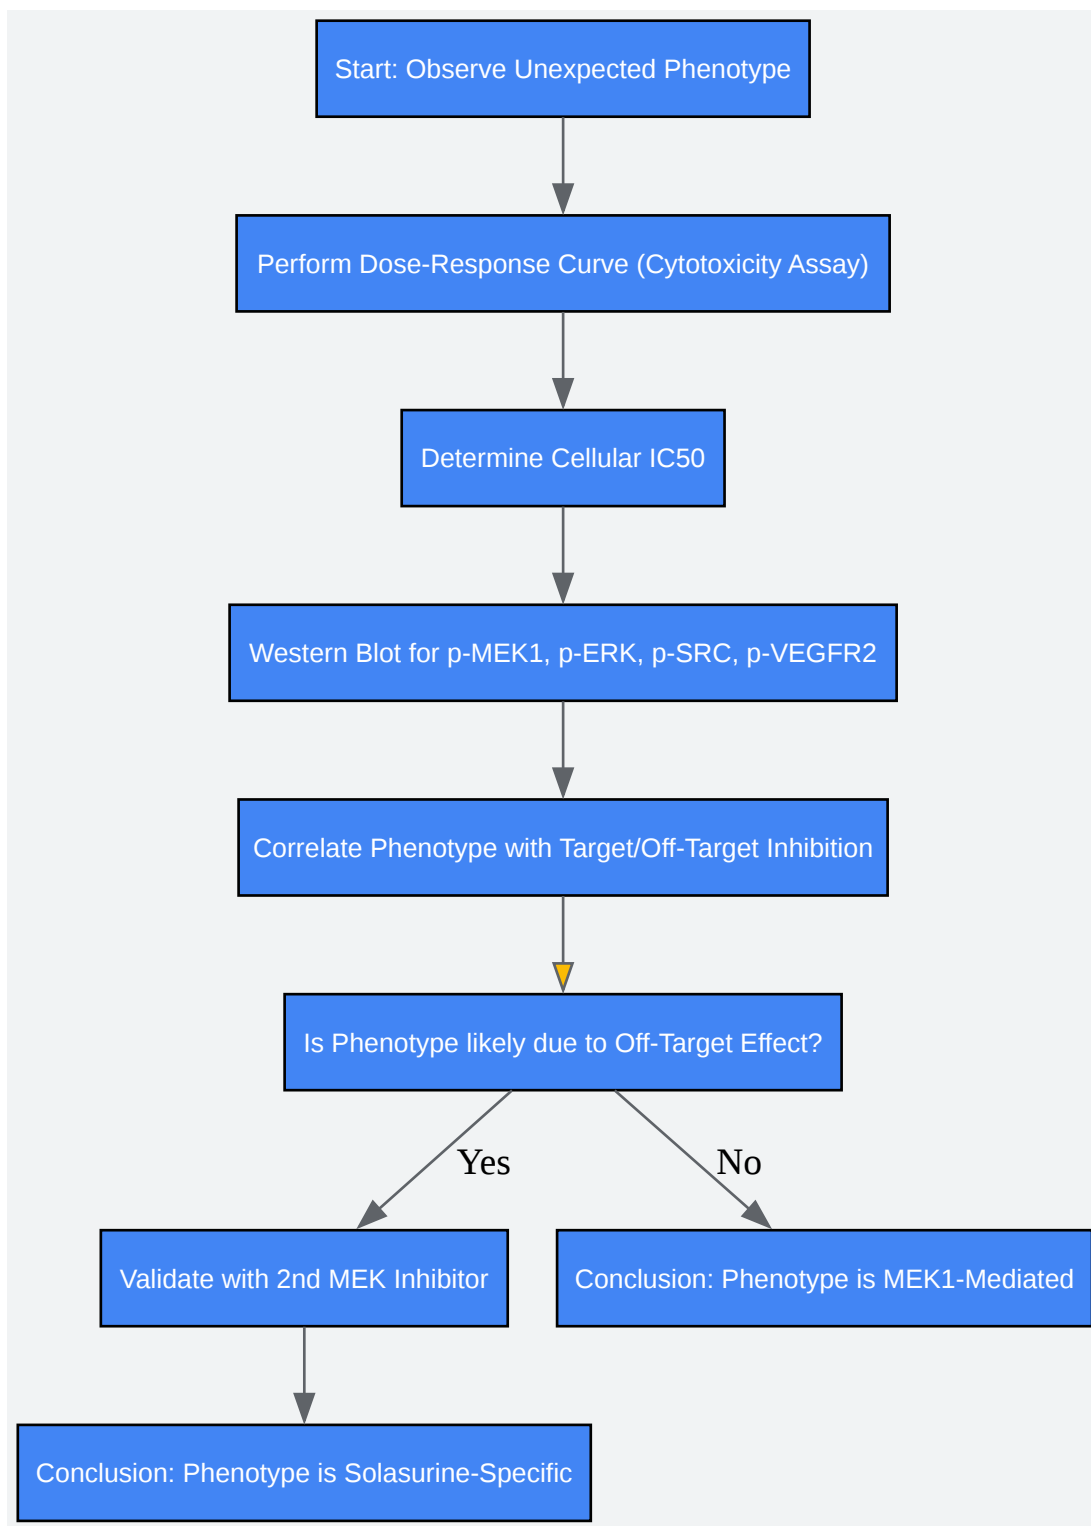 Start: Observe Unexpected Phenotype
Perform Dose-Response Curve (Cytotoxicity Assay)
Determine Cellular IC50
Western Blot for p-MEK1, p-ERK, p-SRC, p-VEGFR2
Correlate Phenotype with Target/Off-Target Inhibition
Is Phenotype likely due to Off-Target Effect?
Yes
No
Validate with 2nd MEK Inhibitor
Conclusion: Phenotype is MEK1-Mediated
Conclusion: Phenotype is Solasurine-Specific